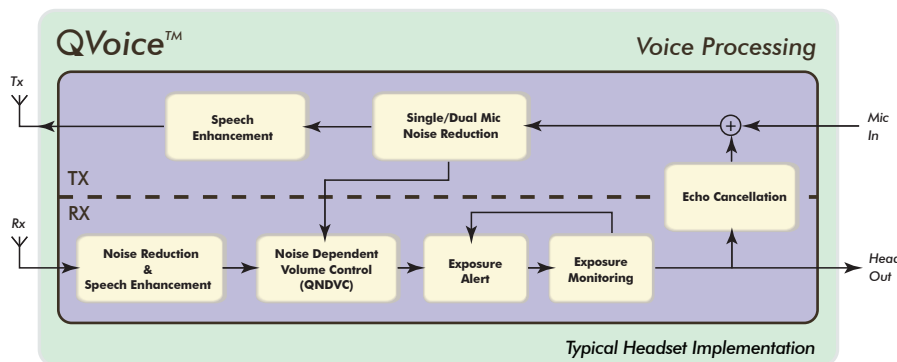 QVoice™
Voice Processing
Tx
Speech
Enhancement
Single/Dual Mic
Noise Reduction
+
Mic
In
TX
RX
Echo Cancellation
Rx
Noise Reduction
&
Speech Enhancement
Noise Dependent
Volume Control
(QNDVC)
Exposure
Alert
Exposure
Monitoring
Head
Out
Typical Headset Implementation